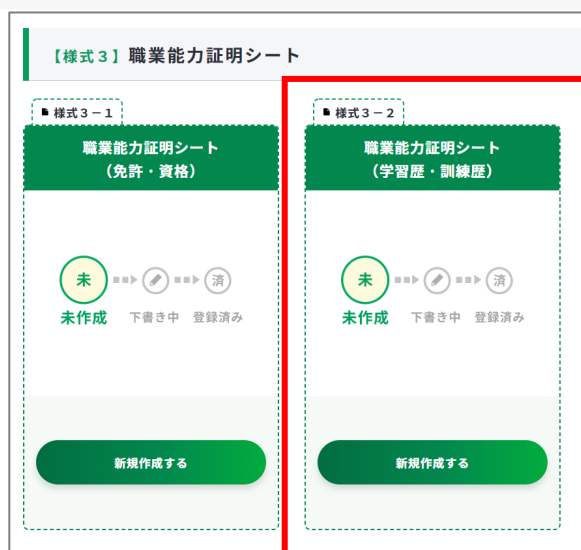 【様式3】職業能力証明シート
様式3－1
職業能力証明シート
（免許・資格）
未
済
未作成
下書き中
登録済み
新規作成する
様式3－2
職業能力証明シート
（学習歴・訓練歴）
未
済
未作成
下書き中
登録済み
新規作成する